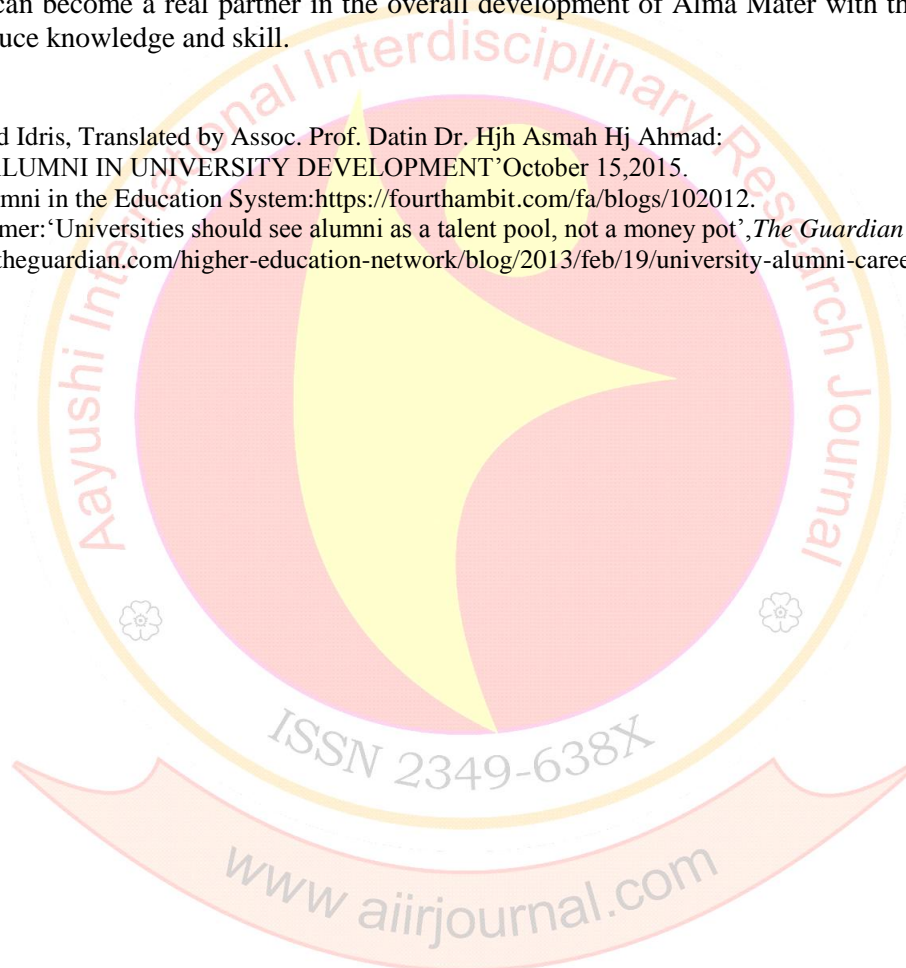 can become a real partner in the overall development of Alma Mater with th
uce knowledge and skill.
d Idris, Translated by Assoc. Prof. Datin Dr. Hjh Asmah Hj Ahmad:
ALUMNI IN UNIVERSITY DEVELOPMENT’October 15,2015.
mni in the Education System:https://fourthambit.com/fa/blogs/102012.
mer:‘Universities should see alumni as a talent pool, not a money pot’,The Guardian
theguardian.com/higher-education-network/blog/2013/feb/19/university-alumni-caree
Aayushi International Interdisciplinary Research Journal
ISSN 2349-638X
www aiirjournal.com